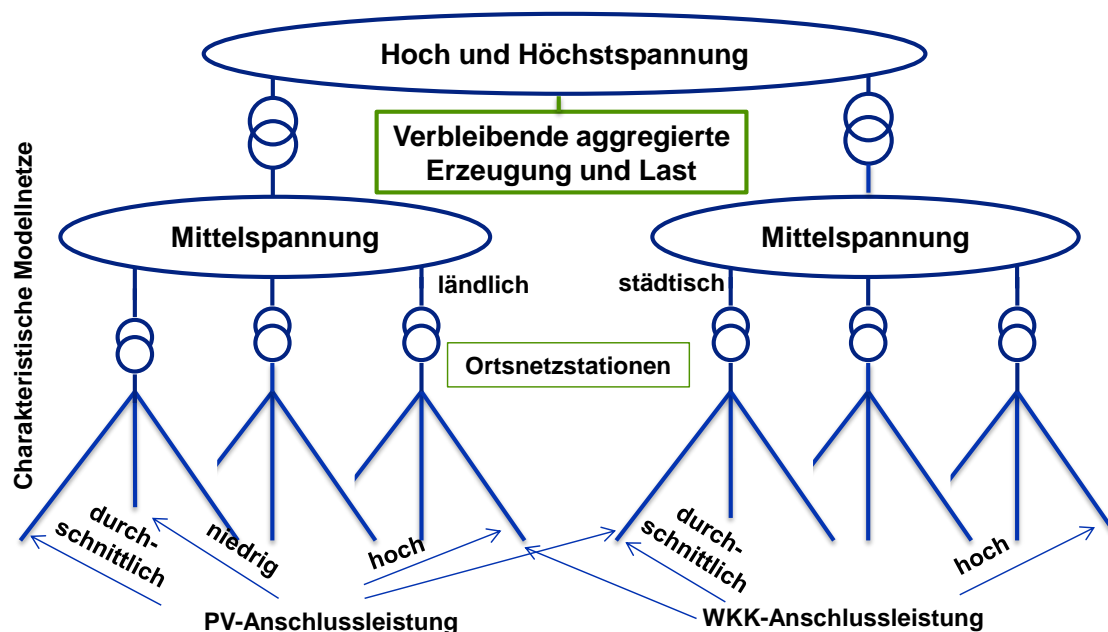 Hoch und Höchstspannung
Verbleibende aggregierte
Erzeugung und Last
Charakteristische Modellnetze
Mittelspannung
Mittelspannung
ländlich
städtisch
Ortsnetzstationen
durch-
schnittlich
niedrig
hoch
durch-
schnittlich
hoch
PV-Anschlussleistung
WKK-Anschlussleistung